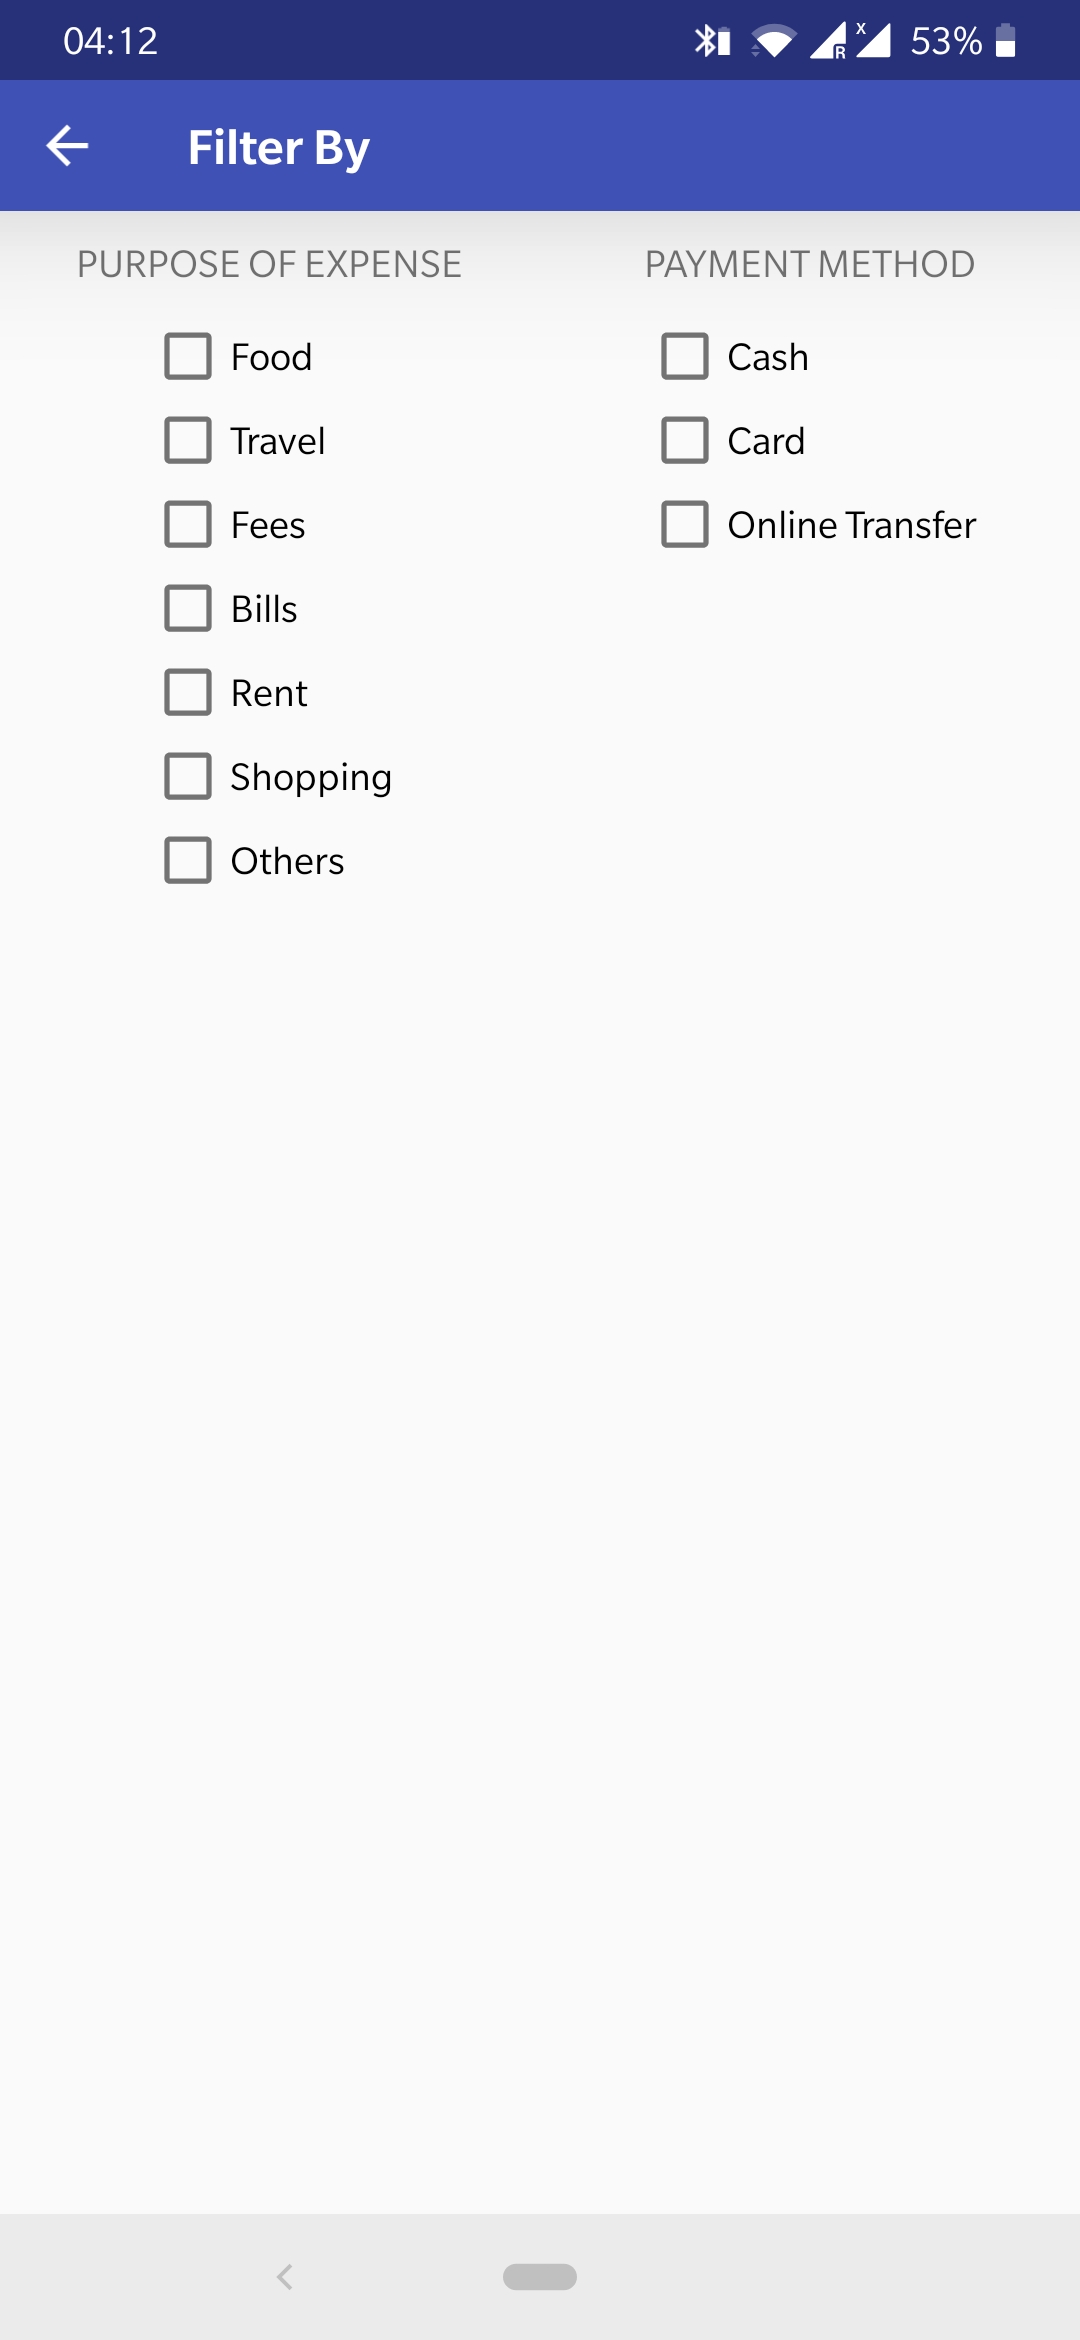 04:12
R
x
53%
Filter By
PURPOSE OF EXPENSE
Food
Travel
Fees
Bills
Rent
Shopping
Others
PAYMENT METHOD
Cash
Card
Online Transfer